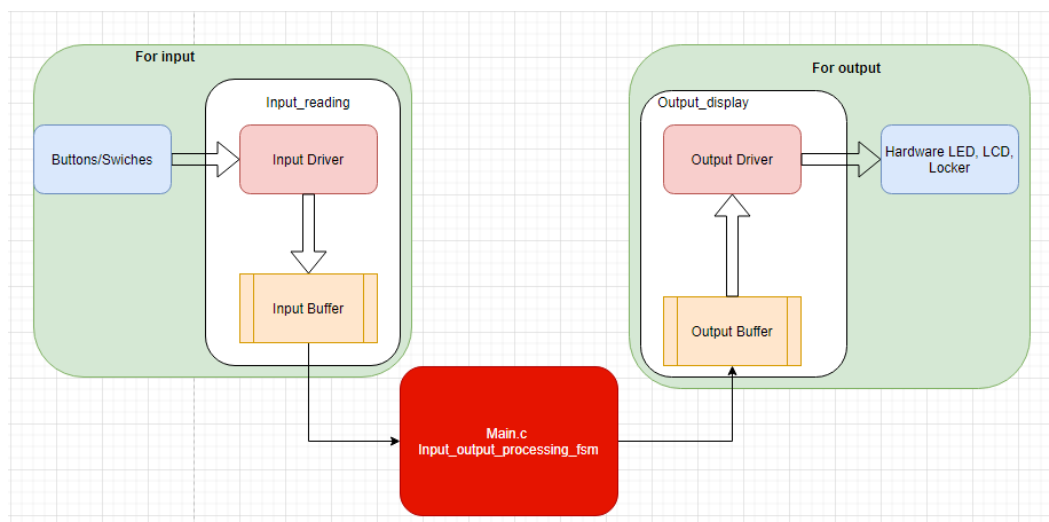 For input
Input_reading
Buttons/Swiches
Input Driver
Input Buffer
Main.c
Input_output_processing_fsm
For output
Output_display
Output Driver
Hardware LED, LCD,
Locker
Output Buffer